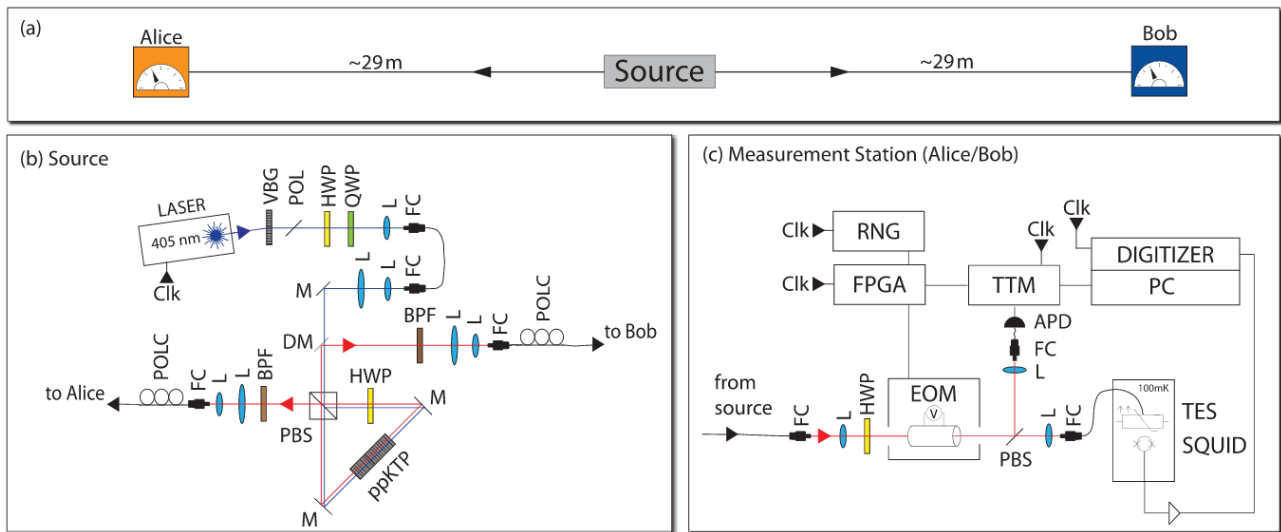 (a)
Alice
Bob
~29m
Source
~29m
(b) Source
LASER
405 nm
Clk
VBG
POL
HWP
QWP
L
FC
M
L
L
FC
DM
BPF
L
L
FC
POLC
to Bob
to Alice
POLC
FC
L
L
BPF
PBS
HWP
M
ppKTP
M
(c) Measurement Station (Alice/Bob)
Clk
RNG
Clk
FPGA
Clk
TTM
Clk
DIGITIZER
PC
APD
FC
L
from
source
FC
L
HWP
EOM
V
PBS
L
FC
100mK
TES
SQUID